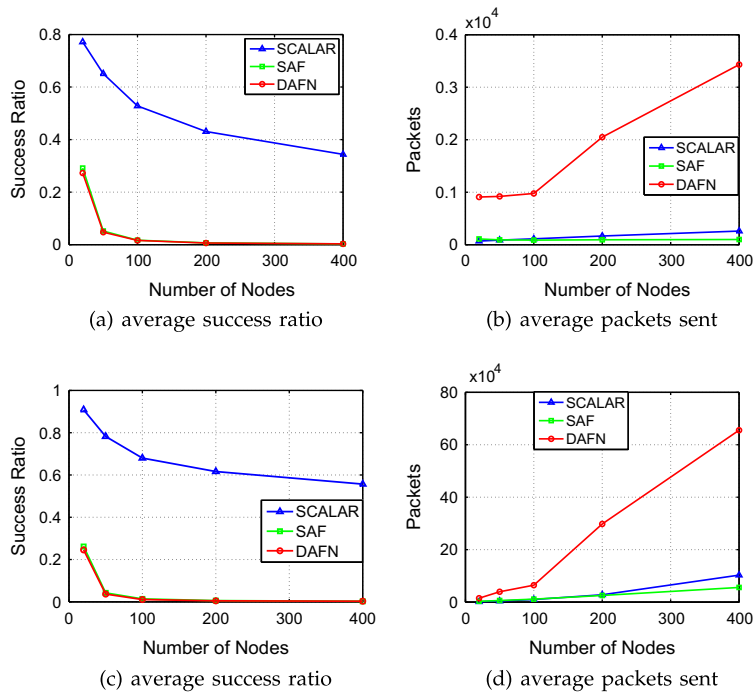 0.8
0.6
0.4
0.2
0
Success Ratio
SCALAR
SAF
DAFN
0 100 200 300 400
Number of Nodes
(a) average success ratio
x10^4
0.4
0.3
0.2
0.1
0
Packets
SCALAR
SAF
DAFN
0 100 200 300 400
Number of Nodes
(b) average packets sent
1
0.8
0.6
0.4
0.2
0
Success Ratio
SCALAR
SAF
DAFN
0 100 200 300 400
Number of Nodes
(c) average success ratio
x10^4
80
60
40
20
0
Packets
SCALAR
SAF
DAFN
0 100 200 300 400
Number of Nodes
(d) average packets sent